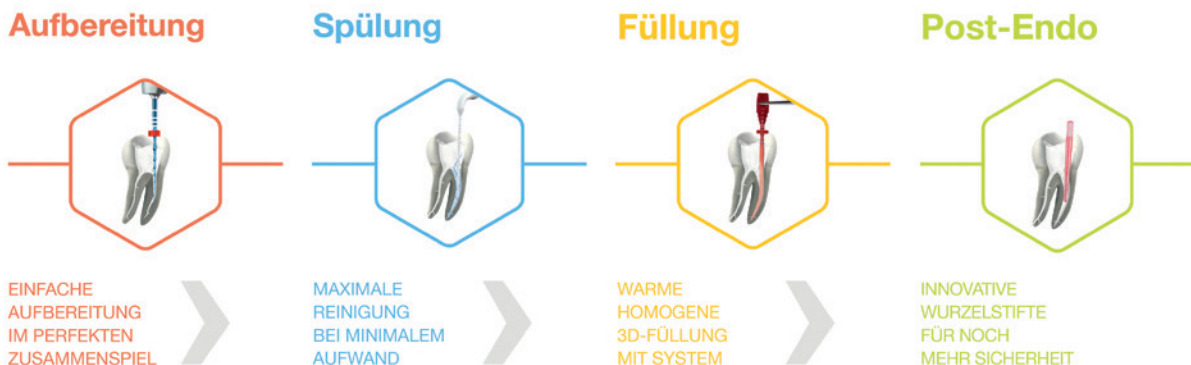 Aufbereitung
EINFACHE
AUFBEREITUNG
IM PERFEKTEN
ZUSAMMENSPIEL
Spülung
MAXIMALE
REINIGUNG
BEI MINIMALEM
AUFWAND
Füllung
WARME
HOMOGENE
3D-FÜLLUNG
MIT SYSTEM
Post-Endo
INNOVATIVE
WURZELSTIFTE
FÜR NOCH
MEHR SICHERHEIT